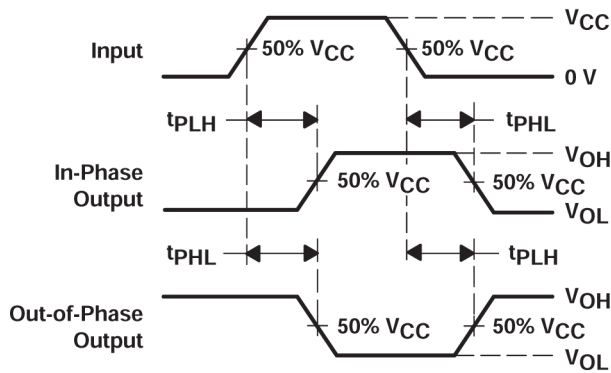 VCC
Input
50% VCC
50% VCC
0 V
tPLH
tPHL
VOH
In-Phase
Output
50% VCC
50% VCC
VOL
tPHL
tPLH
VOH
Out-of-Phase
Output
50% VCC
50% VCC
VOL